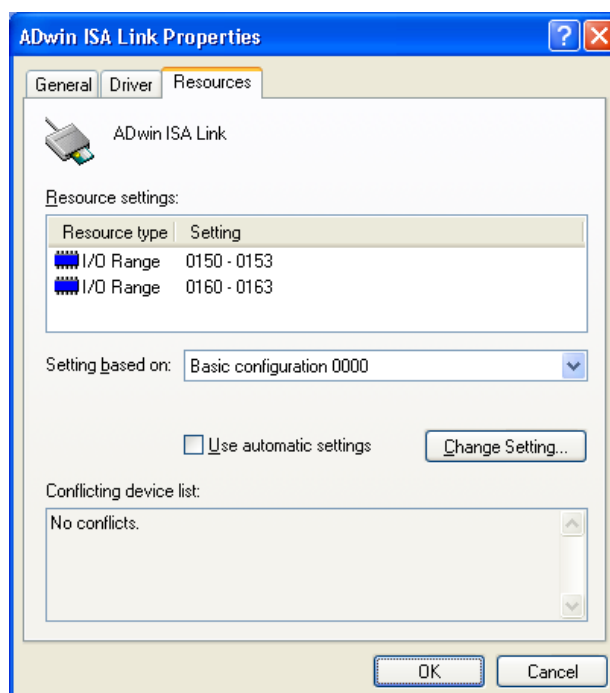 ADwin ISA Link Properties
General Driver Resources
ADwin ISA Link
Resource settings:
Resource type Setting
I/O Range 0150 - 0153
I/O Range 0160 - 0163
Setting based on: Basic configuration 0000
Use automatic settings Change Setting...
Conflicting device list:
No conflicts.
OK Cancel